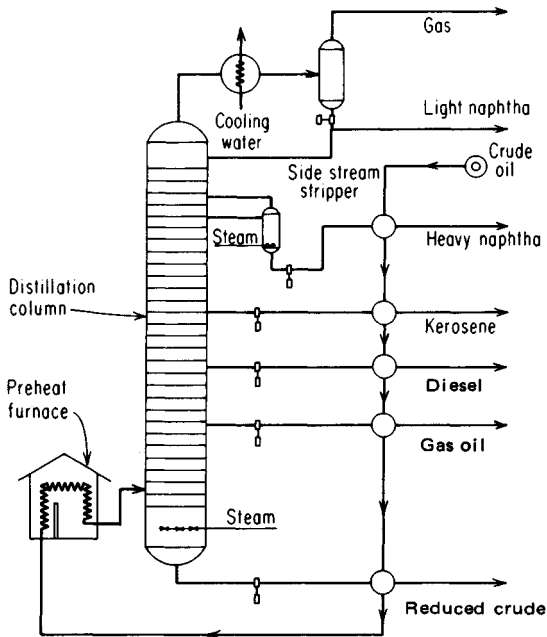 Gas
Light naphtha
Cooling
water
Crude
oil
Side stream
stripper
Steam
Heavy naphtha
Distillation
column
Kerosene
Preheat
furnace
Diesel
Gas oil
Steam
Reduced crude